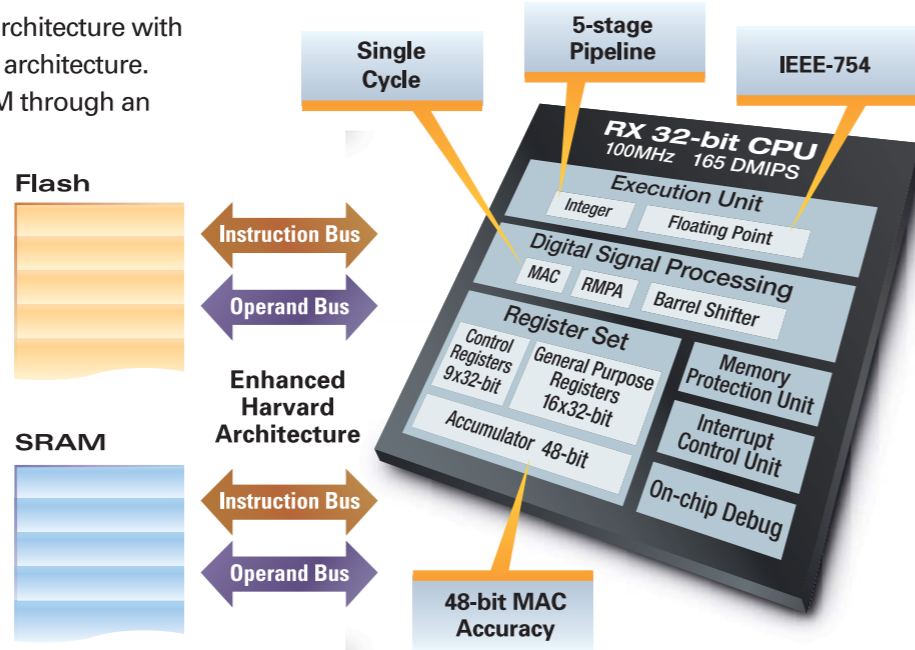 rchitecture with
architecture.
M through an
Single
Cycle
5-stage
Pipeline
IEEE-754
RX 32-bit CPU
100MHz 165 DMIPS
Execution Unit
Integer
Floating Point
Digital Signal Processing
MAC
RMPA
Barrel Shifter
Register Set
Control
Registers
9x32-bit
General Purpose
Registers
16x32-bit
Accumulator 48-bit
Memory
Protection Unit
Interrupt
Control Unit
On-chip Debug
Flash
Instruction Bus
Operand Bus
Enhanced
Harvard
Architecture
SRAM
Instruction Bus
Operand Bus
48-bit MAC
Accuracy